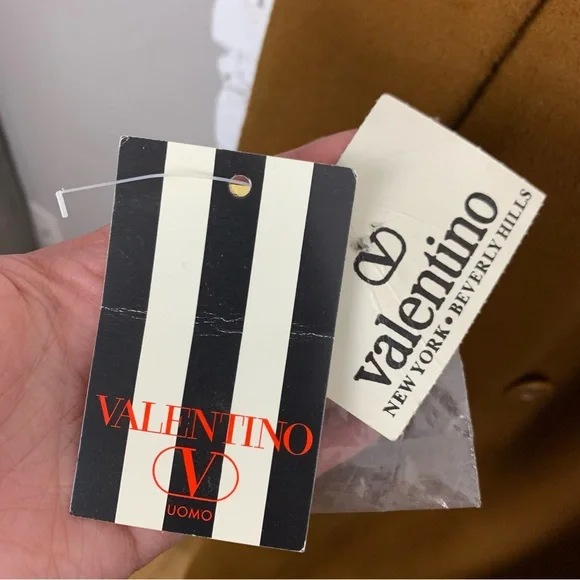 VALENTINO
V
UOMO
V
Valentino
NEW YORK • BEVERLY HILLS